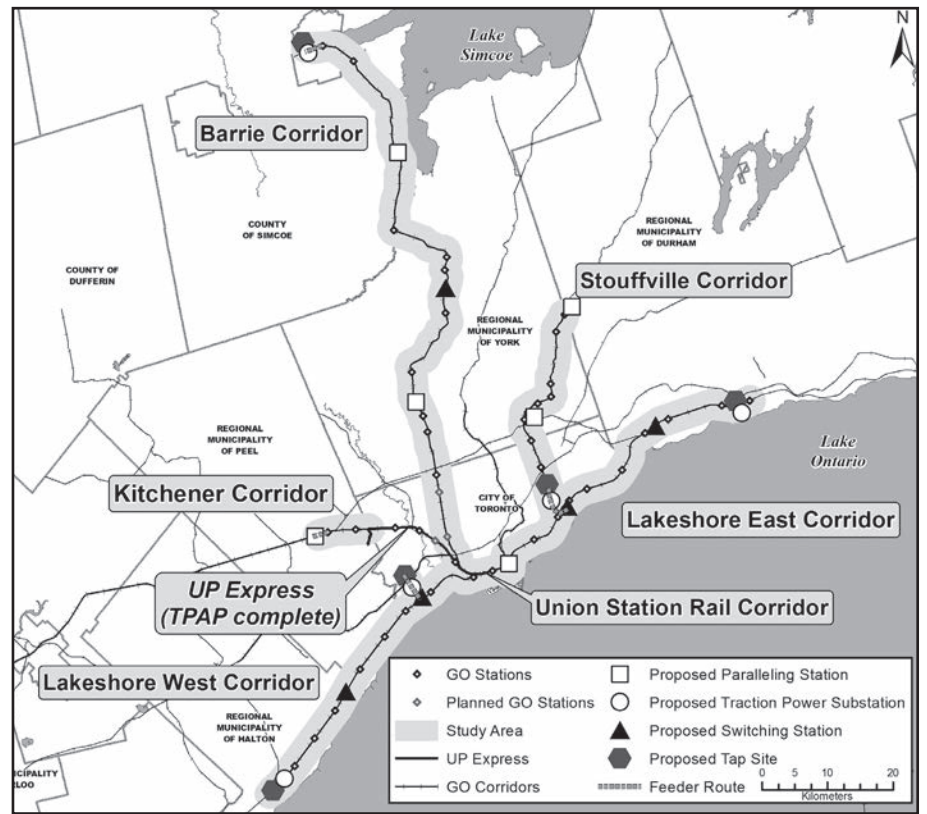 N
Lake
Simcoe
Barrie Corridor
COUNTY
OF SIMCOE
REGIONAL
MUNICIPALITY
OF DURHAM
COUNTY OF
DUFFERIN
Stouffville Corridor
REGIONAL
MUNICIPALITY
OF YORK
REGIONAL
MUNICIPALITY
OF PEEL
Lake
Ontario
Kitchener Corridor
CITY OF
TORONTO
Lakeshore East Corridor
UP Express
(TPAP complete)
Union Station Rail Corridor
Lakeshore West Corridor
REGIONAL
MUNICIPALITY
OF HALTON
ICIPALITY
RLOO
GO Stations
Planned GO Stations
Study Area
UP Express
GO Corridors
Proposed Paralleling Station
Proposed Traction Power Substation
Proposed Switching Station
Proposed Tap Site
Feeder Route
0 5 10 20
Kilometers